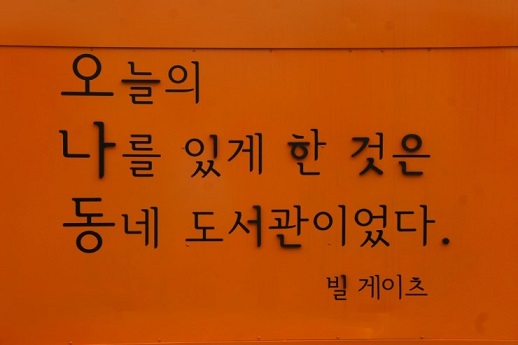 오늘의
나를 있게 한 것은
동네 도서관이었다.
빌 게이츠